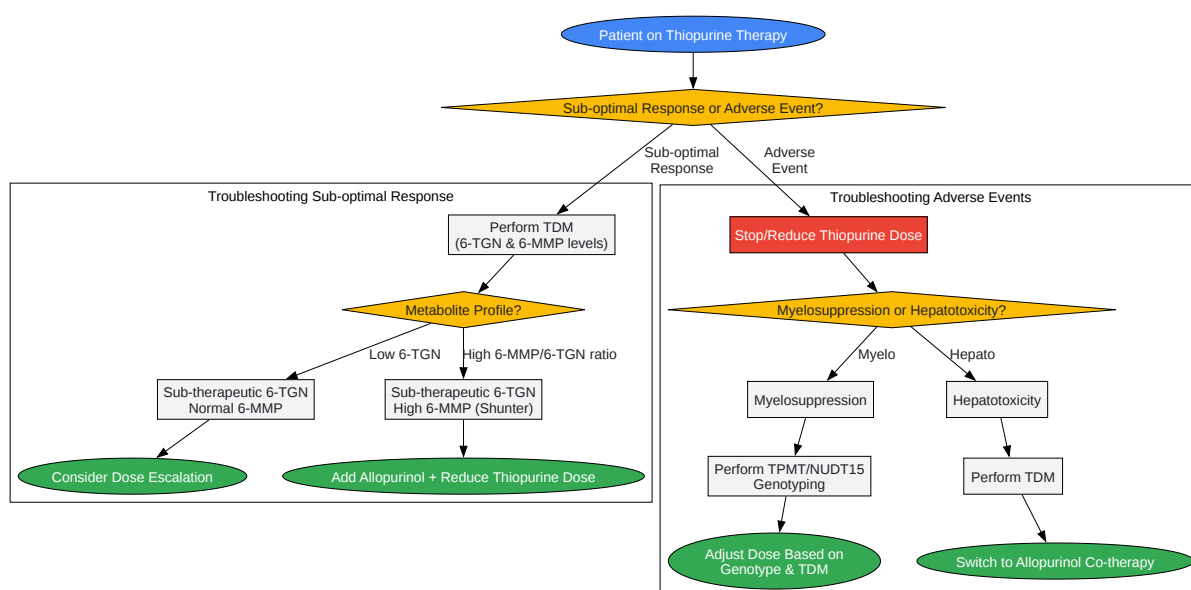 Patient on Thiopurine Therapy
Sub-optimal Response or Adverse Event?
Sub-optimal
Response
Adverse
Event
Troubleshooting Sub-optimal Response
Perform TDM
(6-TGN & 6-MMP levels)
Metabolite Profile?
Low 6-TGN
High 6-MMP/6-TGN ratio
Sub-therapeutic 6-TGN
Normal 6-MMP
Sub-therapeutic 6-TGN
High 6-MMP (Shunter)
Consider Dose Escalation
Add Allopurinol + Reduce Thiopurine Dose
Troubleshooting Adverse Events
Stop/Reduce Thiopurine Dose
Myelosuppression or Hepatotoxicity?
Myelo
Hepato
Myelosuppression
Hepatotoxicity
Perform TPMT/NUDT15
Genotyping
Perform TDM
Adjust Dose Based on
Genotype & TDM
Switch to Allopurinol Co-therapy